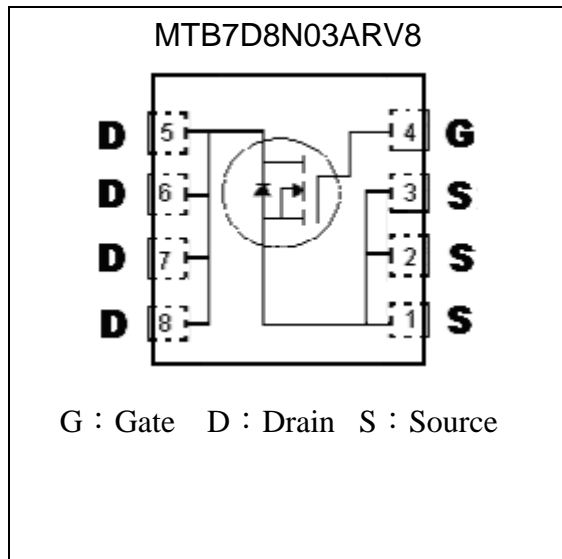 MTB7D8N03ARV8
D 5 4 G
D 6 3 S
D 7 2 S
D 8 1 S
G：Gate D：Drain S：Source